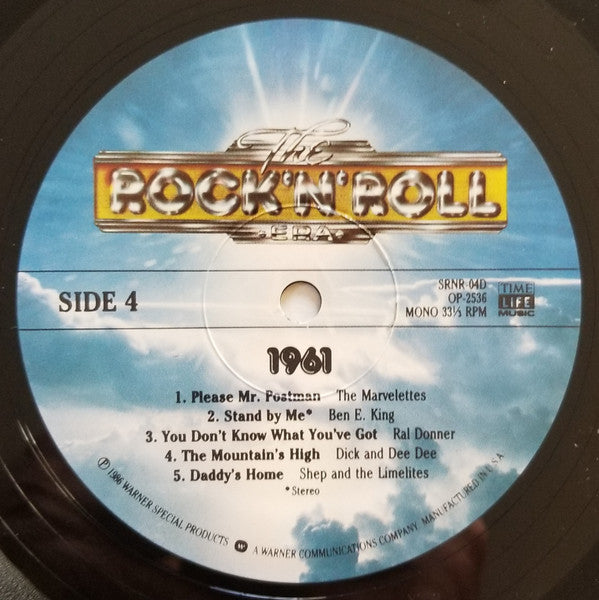 The
ROCK'N'ROLL
·ERA·
SIDE 4
SRNR-04D
OP-2536
MONO 33⅓ RPM
TIME
LIFE
MUSIC
1961
1. Please Mr. Postman The Marvelettes
2. Stand by Me* Ben E. King
3. You Don't Know What You've Got Ral Donner
4. The Mountain's High Dick and Dee Dee
5. Daddy's Home Shep and the Limelites
*Stereo
℗ 1986 WARNER SPECIAL PRODUCTS W A WARNER COMMUNICATIONS COMPANY. MANUFACTURED IN U.S.A.